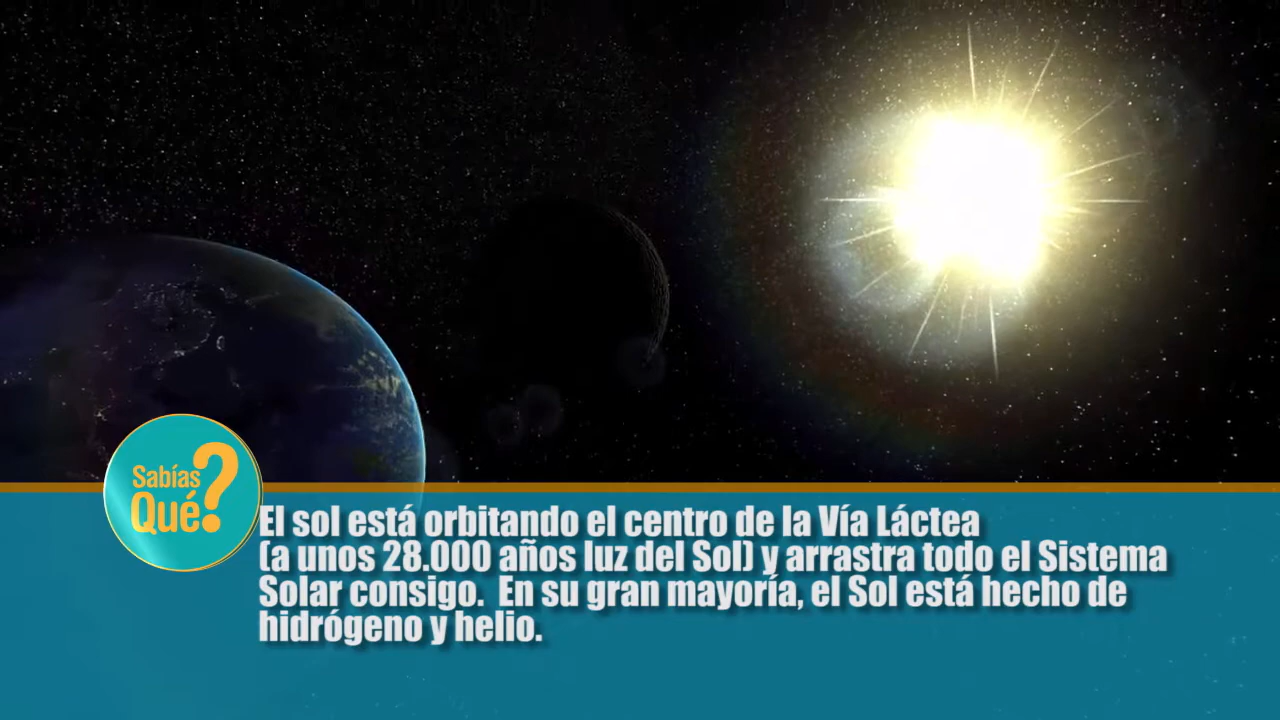 Sabías
Qué?
El sol está orbitando el centro de la Vía Láctea
(a unos 28.000 años luz del Sol) y arrastra todo el Sistema
Solar consigo.  En su gran mayoría, el Sol está hecho de
hidrógeno y helio.